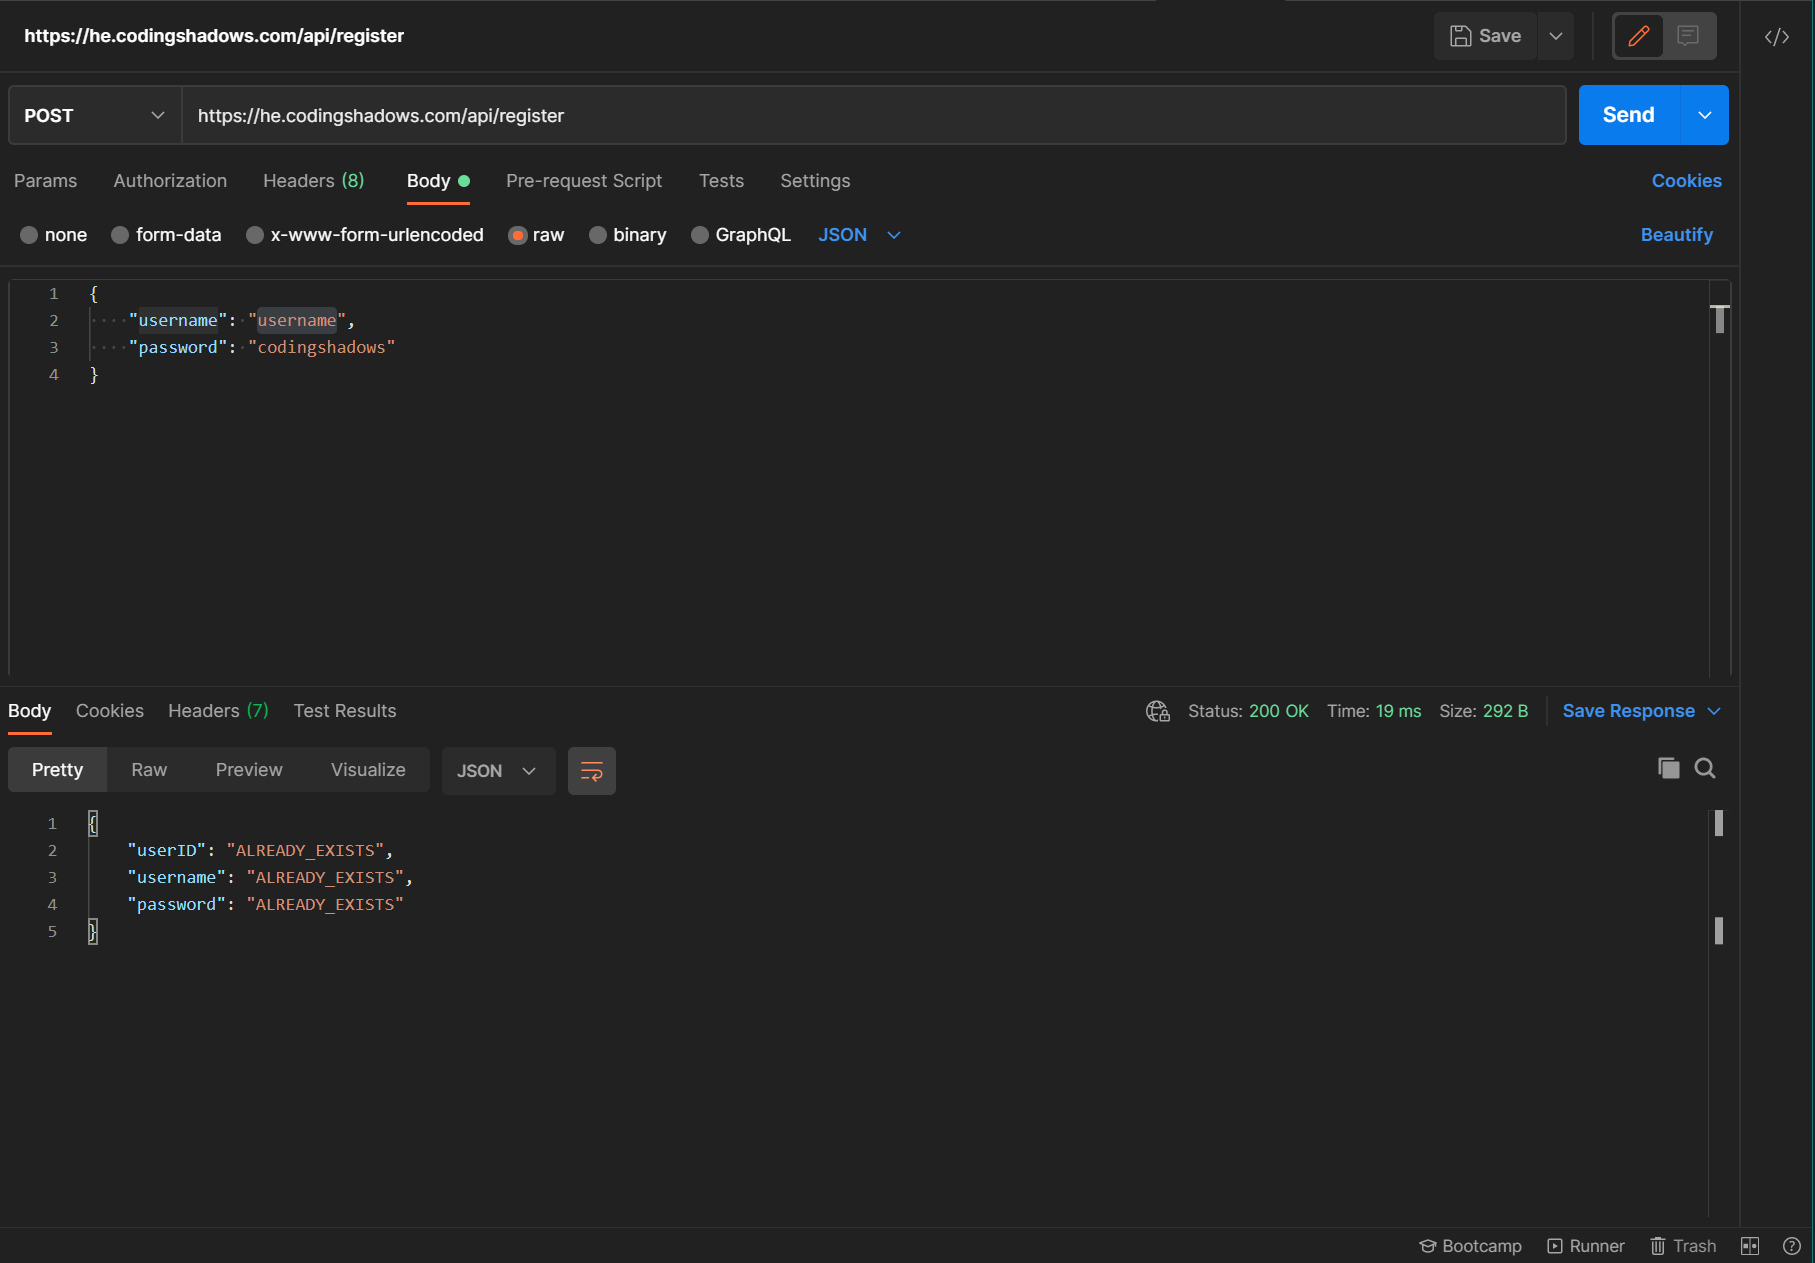 https://he.codingshadows.com/api/register
Save
POST
https://he.codingshadows.com/api/register
Send
Params Authorization Headers (8) Body Pre-request Script Tests Settings Cookies
none form-data x-www-form-urlencoded raw binary GraphQL JSON Beautify
1 {
2 "username": "username",
3 "password": "codingshadows"
4 }
Body Cookies Headers (7) Test Results Status: 200 OK Time: 19 ms Size: 292 B Save Response
Pretty Raw Preview Visualize JSON
1 {
2 "userID": "ALREADY_EXISTS",
3 "username": "ALREADY_EXISTS",
4 "password": "ALREADY_EXISTS"
5 }
Bootcamp Runner Trash